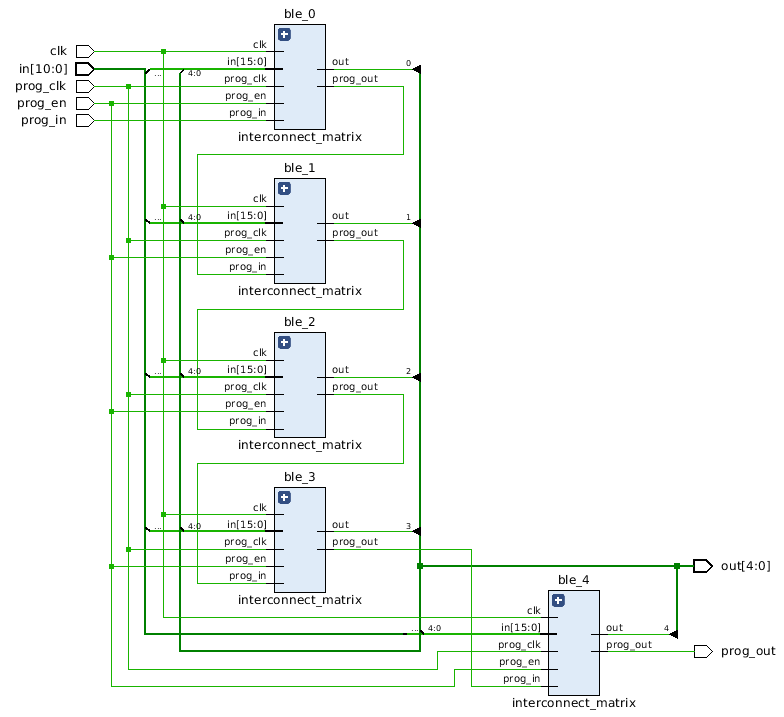 ble_0
clk
in[10:0]
prog_clk
prog_en
prog_in
clk
in[15:0]
prog_clk
prog_en
prog_in
... 4:0
out 0
prog_out
interconnect_matrix
ble_1
clk
in[15:0]
prog_clk
prog_en
prog_in
... 4:0
out 1
prog_out
interconnect_matrix
ble_2
clk
in[15:0]
prog_clk
prog_en
prog_in
... 4:0
out 2
prog_out
interconnect_matrix
ble_3
clk
in[15:0]
prog_clk
prog_en
prog_in
... 4:0
out 3
prog_out
interconnect_matrix
ble_4
clk
in[15:0]
prog_clk
prog_en
prog_in
... 4:0
out 4
prog_out
interconnect_matrix
out[4:0]
prog_out